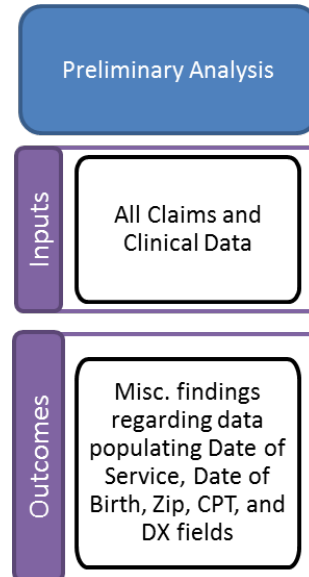 Preliminary Analysis
Inputs
All Claims and
Clinical Data
Outcomes
Misc. findings
regarding data
populating Date of
Service, Date of
Birth, Zip, CPT, and
DX fields